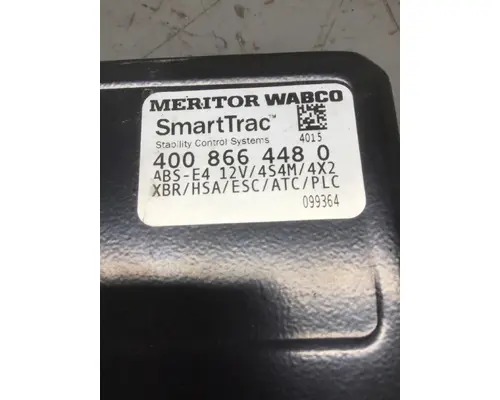 MERITOR WABCO
SmartTrac™
4015
Stability Control Systems
400 866 448 0
ABS-E4 12V/4S4M/4X2
XBR/HSA/ESC/ATC/PLC
099364